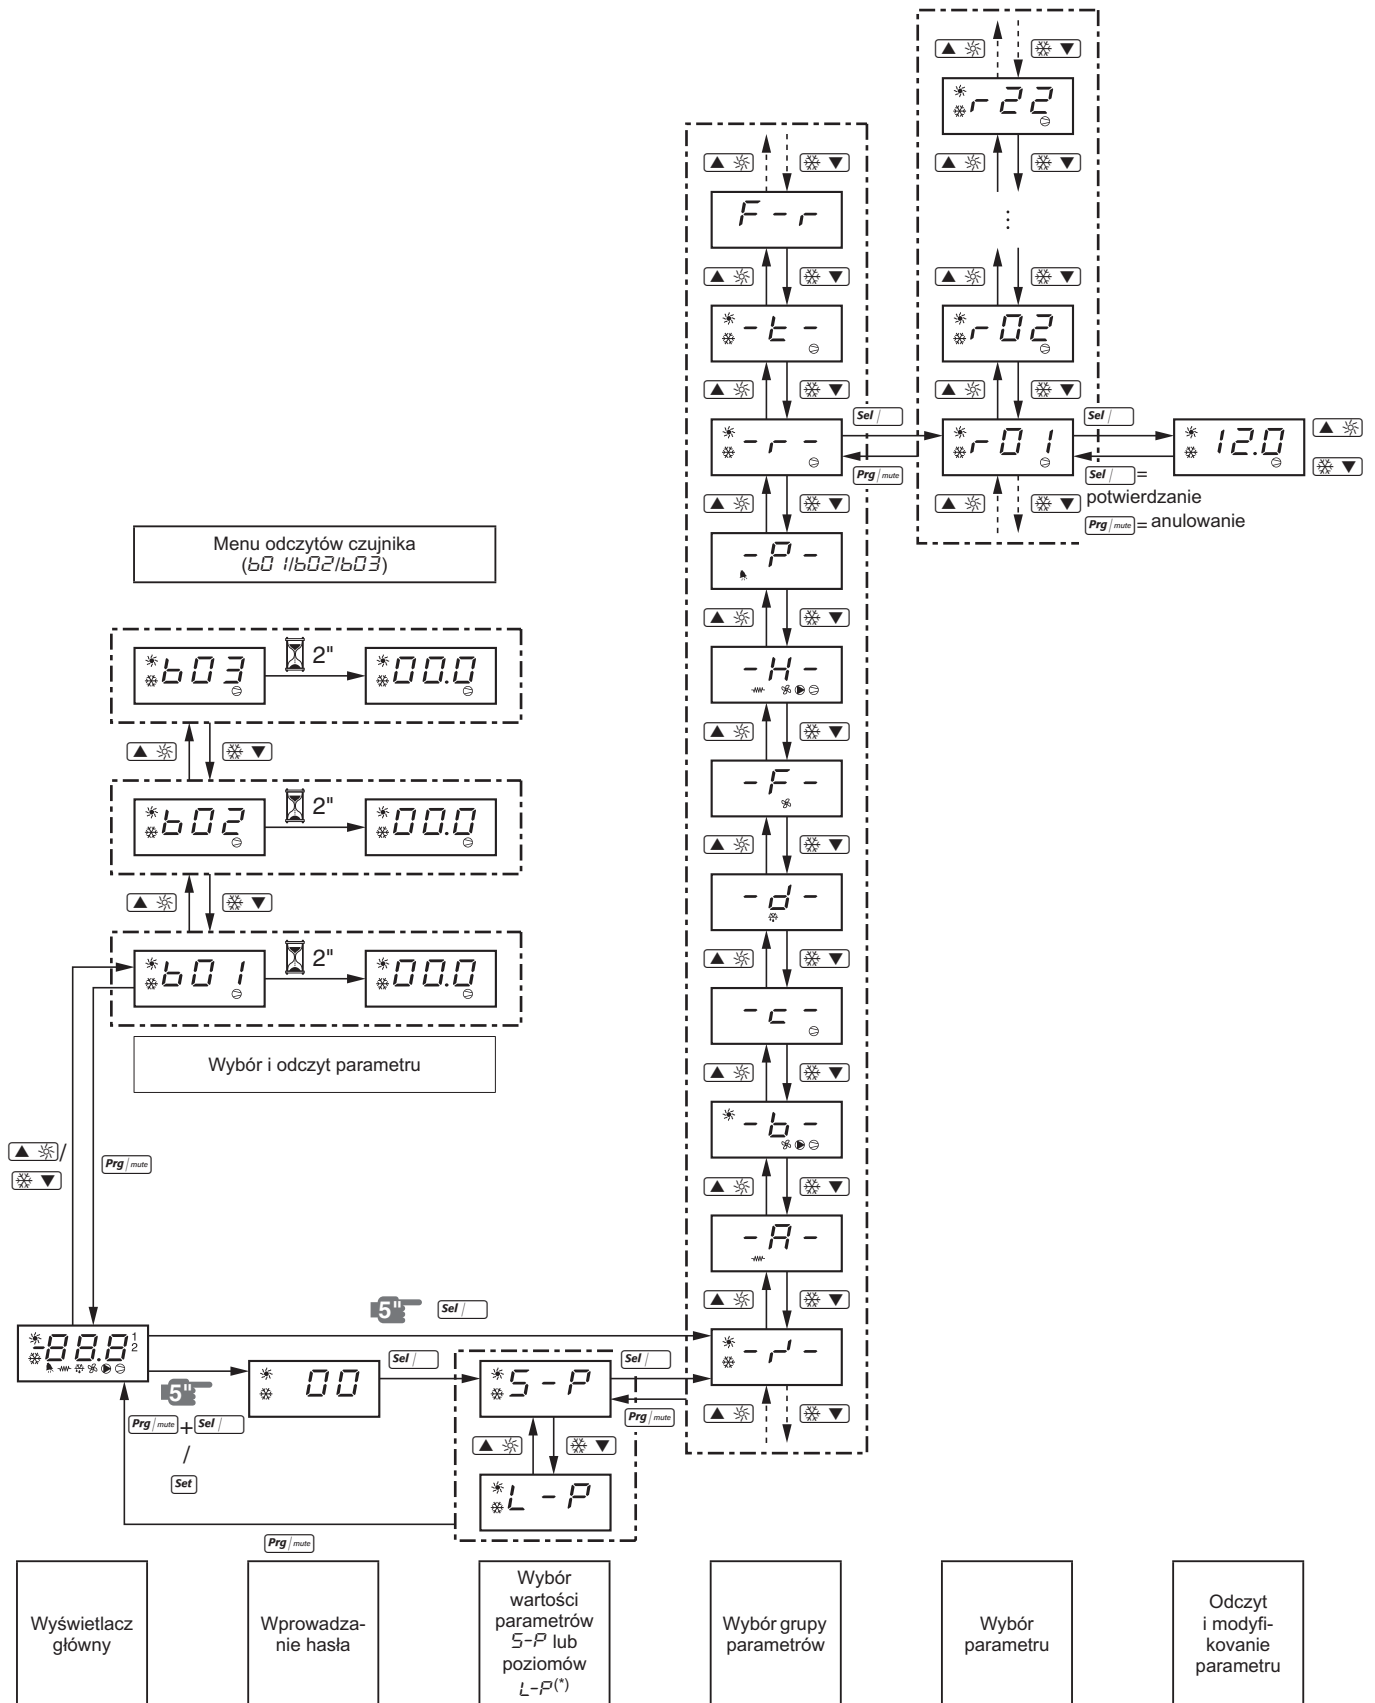 r22
F-r
-t-
r02
-r-
Sel
Prg/mute
r01
Sel
12.0
Sel =
potwierdzanie
Prg/mute = anulowanie
-P-
Menu odczytów czujnika
(b01/b02/b03)
-H-
b03
2"
00.0
-F-
b02
2"
00.0
-d-
b01
2"
00.0
-c-
Wybór i odczyt parametru
-b-
/
Prg/mute
-A-
5"
Sel
-88.8 1
2
-r-
5"
00
Sel
S-P
Sel
Prg/mute
Prg/mute + Sel
/
Set
L-P
Prg/mute
Wyświetlacz
główny
Wprowadza-
nie hasła
Wybór
wartości
parametrów
S-P lub
poziomów
L-P(*)
Wybór grupy
parametrów
Wybór
parametru
Odczyt
i modyfi-
kowanie
parametru